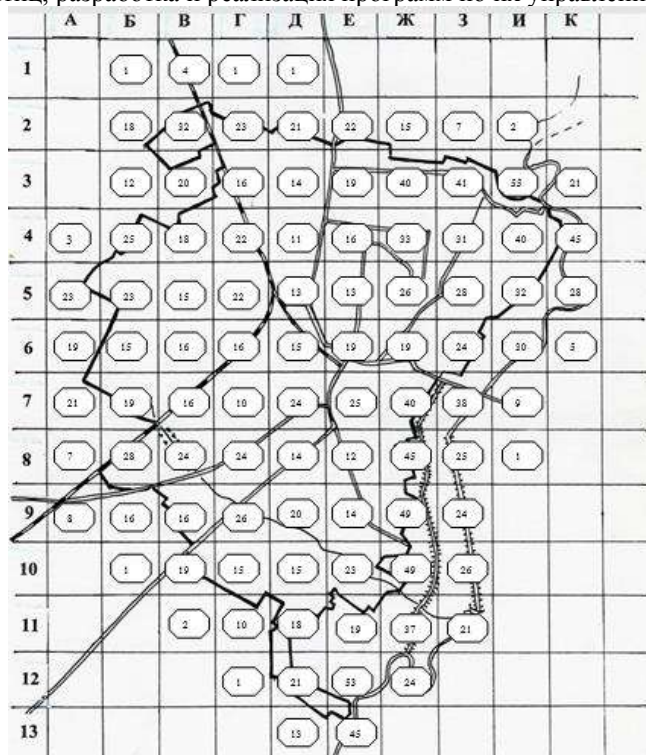 разработка и реализация программ по их управлени
А Б В Г Д Е Ж З И К
1 1 4 1 1
2 18 32 23 21 22 15 7 2
3 12 20 16 14 19 40 41 55 21
4 3 25 18 22 11 16 33 31 40 45
5 23 23 15 22 13 13 26 28 32 28
6 19 15 16 16 15 19 19 24 30 5
7 21 19 16 10 24 25 40 38 9
8 7 28 24 24 14 12 45 25 1
9 8 16 16 26 20 14 49 24
10 1 19 15 15 23 49 26
11 2 10 18 19 37 21
12 1 21 53 24
13 13 45